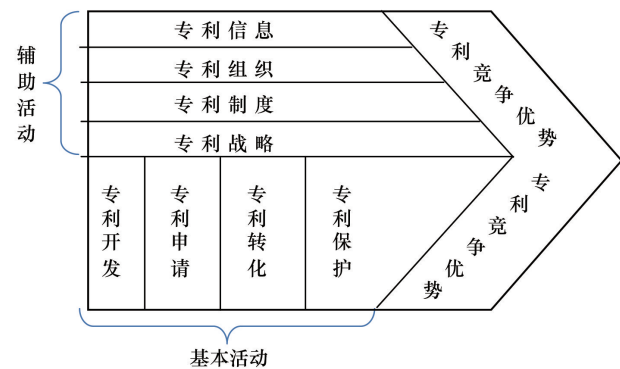 专利信息
专利组织
专利制度
专利战略
辅助活动
专利竞争优势
专利开发
专利申请
专利转化
专利保护
专利竞争优势
基本活动